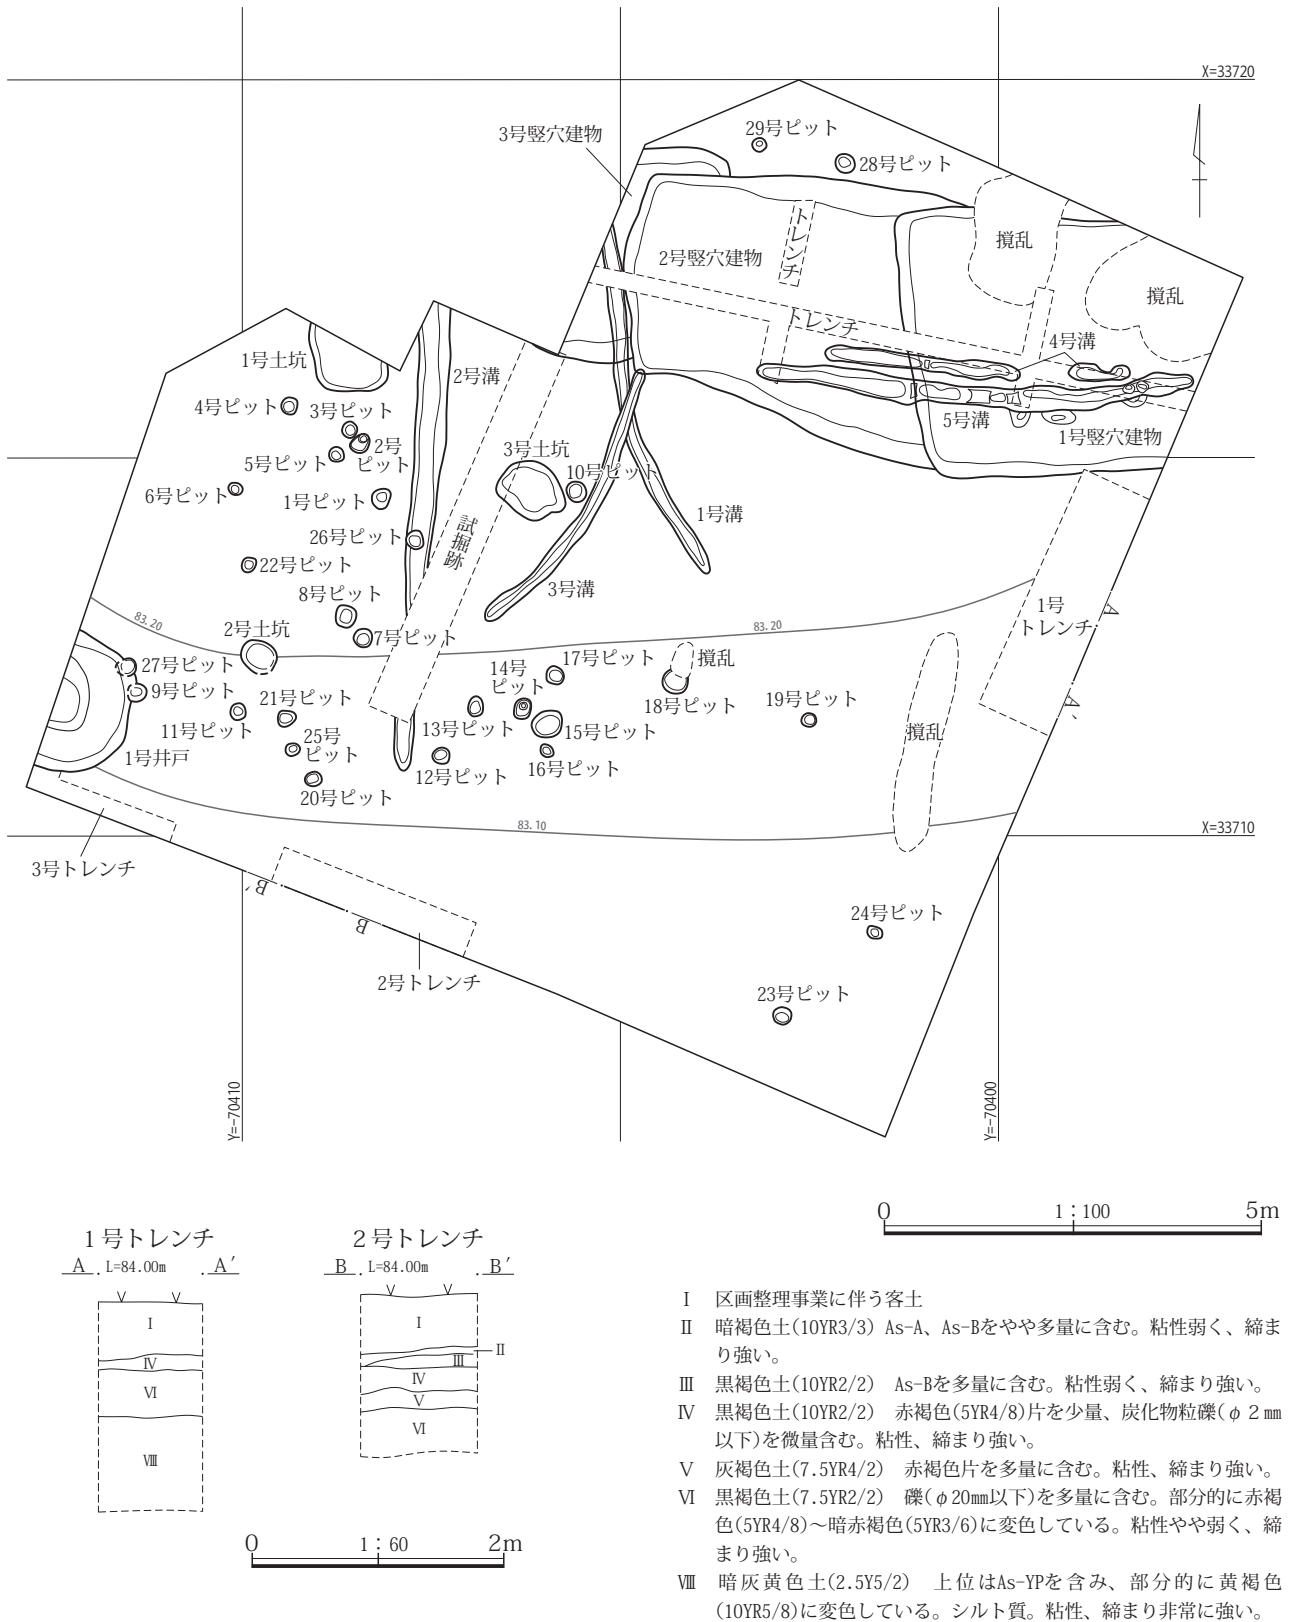 X=33720
29号ピット
3号竪穴建物
28号ピット
トレンチ
攪乱
2号竪穴建物
攪乱
トレンチ
4号溝
1号土坑
2号溝
4号ピット
3号ピット
2号
ピット
5号溝
5号ピット
1号竪穴建物
3号土坑
10号ピット
6号ピット
1号ピット
1号溝
試掘跡
26号ピット
22号ピット
3号溝
8号ピット
1号
トレンチ
A
83.20
83.20
2号土坑
7号ピット
17号ピット
攪乱
27号ピット
14号
ピット
9号ピット
21号ピット
18号ピット
19号ピット
A′
11号ピット
13号ピット
15号ピット
攪乱
25号
ピット
1号井戸
12号ピット
16号ピット
20号ピット
83.10
X=33710
3号トレンチ
B′
B
24号ピット
2号トレンチ
23号ピット
Y=-70410
Y=-70400
0 1：100 5m
1号トレンチ
A L=84.00m A′
Ⅰ
Ⅳ
Ⅵ
Ⅷ
2号トレンチ
B L=84.00m B′
Ⅰ
Ⅱ
Ⅲ
Ⅳ
Ⅴ
Ⅵ
0 1：60 2m
Ⅰ 区画整理事業に伴う客土
Ⅱ 暗褐色土(10YR3/3) As-A、As-Bをやや多量に含む。粘性弱く、締ま
り強い。
Ⅲ 黒褐色土(10YR2/2) As-Bを多量に含む。粘性弱く、締まり強い。
Ⅳ 黒褐色土(10YR2/2) 赤褐色(5YR4/8)片を少量、炭化物粒礫(φ2㎜
以下)を微量含む。粘性、締まり強い。
Ⅴ 灰褐色土(7.5YR4/2) 赤褐色片を多量に含む。粘性、締まり強い。
Ⅵ 黒褐色土(7.5YR2/2) 礫(φ20㎜以下)を多量に含む。部分的に赤褐
色(5YR4/8)～暗赤褐色(5YR3/6)に変色している。粘性やや弱く、締
まり強い。
Ⅷ 暗灰黄色土(2.5Y5/2) 上位はAs-YPを含み、部分的に黄褐色
(10YR5/8)に変色している。シルト質。粘性、締まり非常に強い。